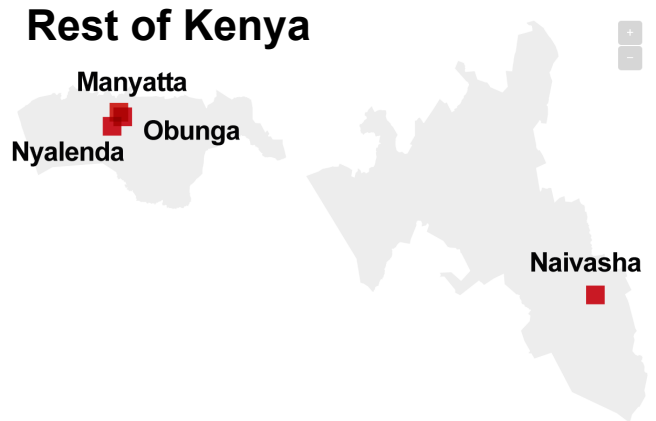 Rest of Kenya
+
−
Manyatta
Obunga
Nyalenda
Naivasha